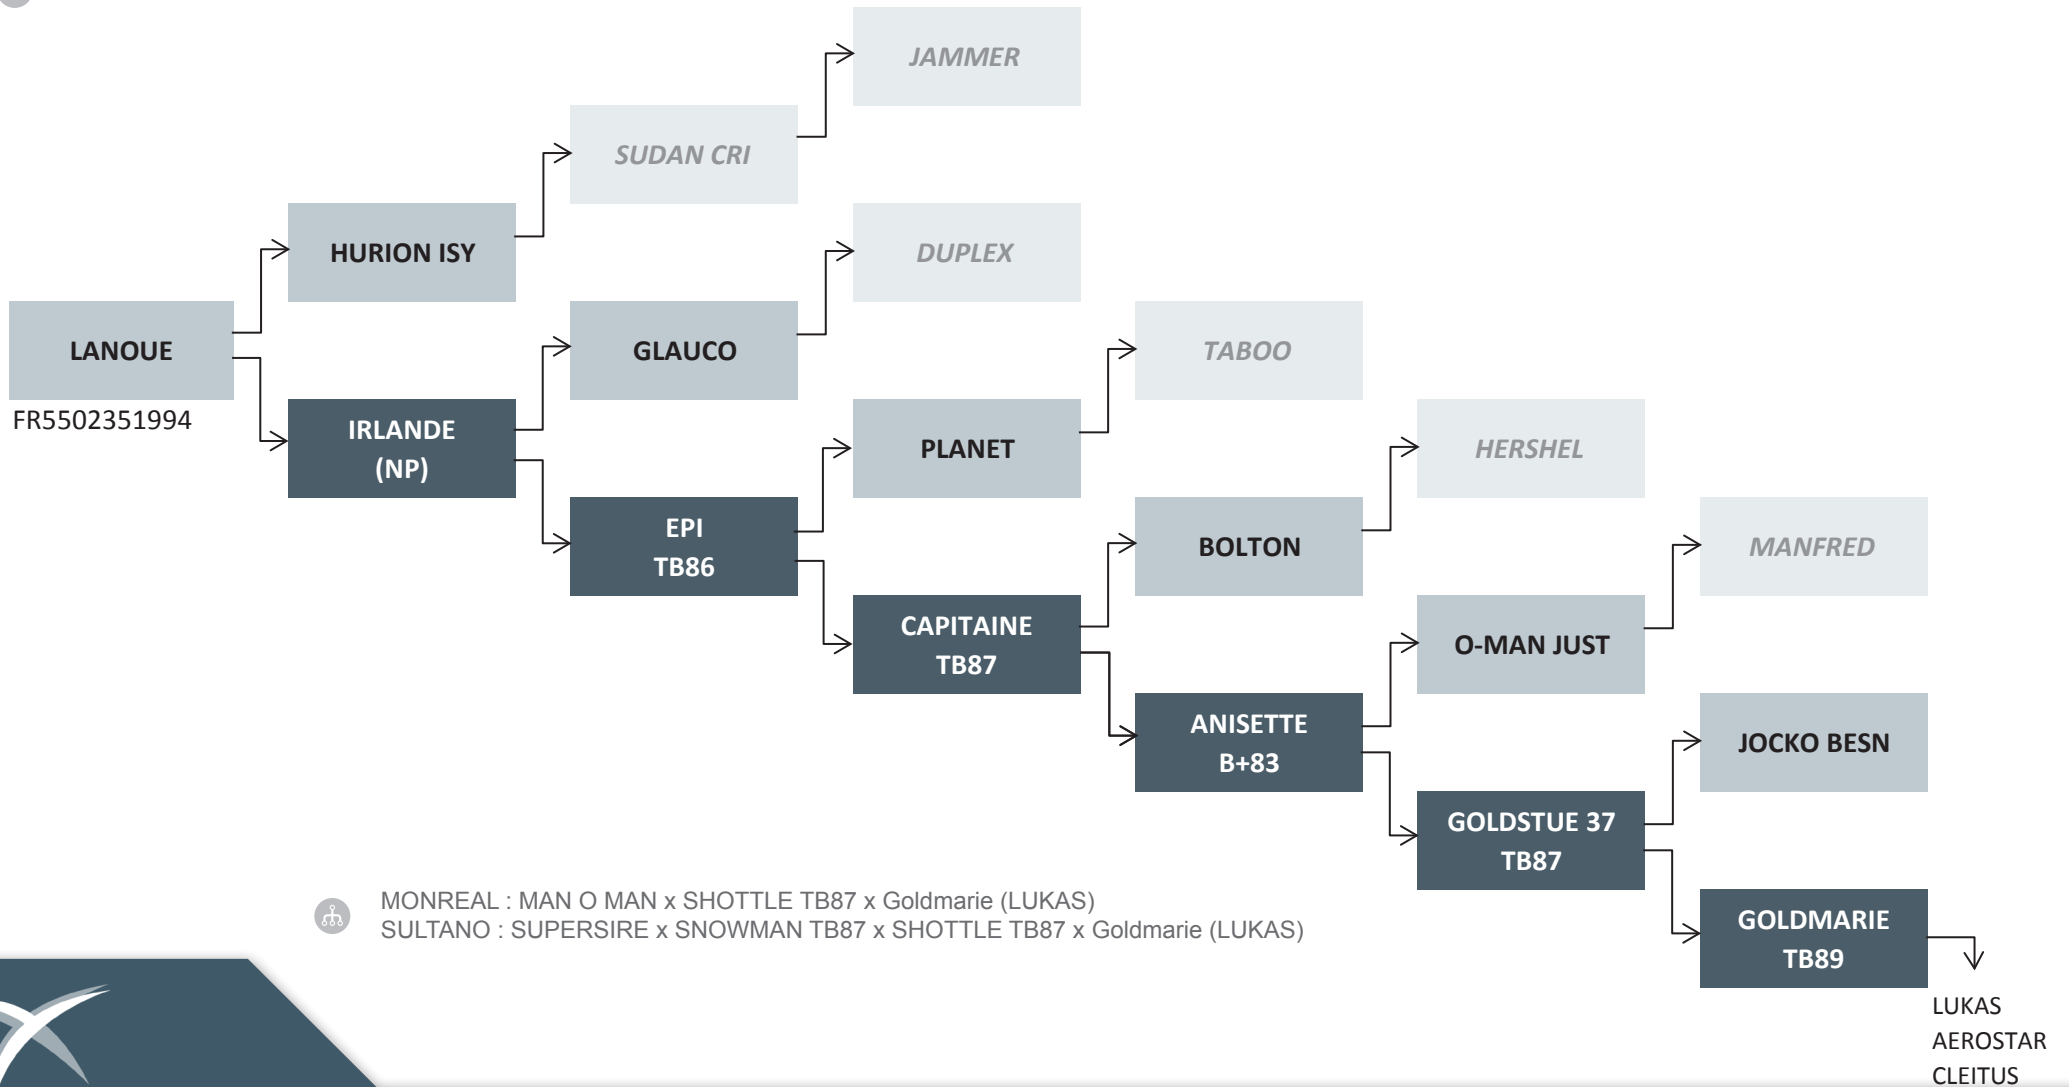 JAMMER
SUDAN CRI
HURION ISY
DUPLEX
LANOUE
GLAUCO
TABOO
FR5502351994
IRLANDE
(NP)
PLANET
HERSHEL
EPI
TB86
BOLTON
MANFRED
CAPITAINE
TB87
O-MAN JUST
ANISETTE
B+83
JOCKO BESN
GOLDSTUE 37
TB87
MONREAL : MAN O MAN x SHOTTLE TB87 x Goldmarie (LUKAS)
SULTANO : SUPERSIRE x SNOWMAN TB87 x SHOTTLE TB87 x Goldmarie (LUKAS)
GOLDMARIE
TB89
LUKAS
AEROSTAR
CLEITUS